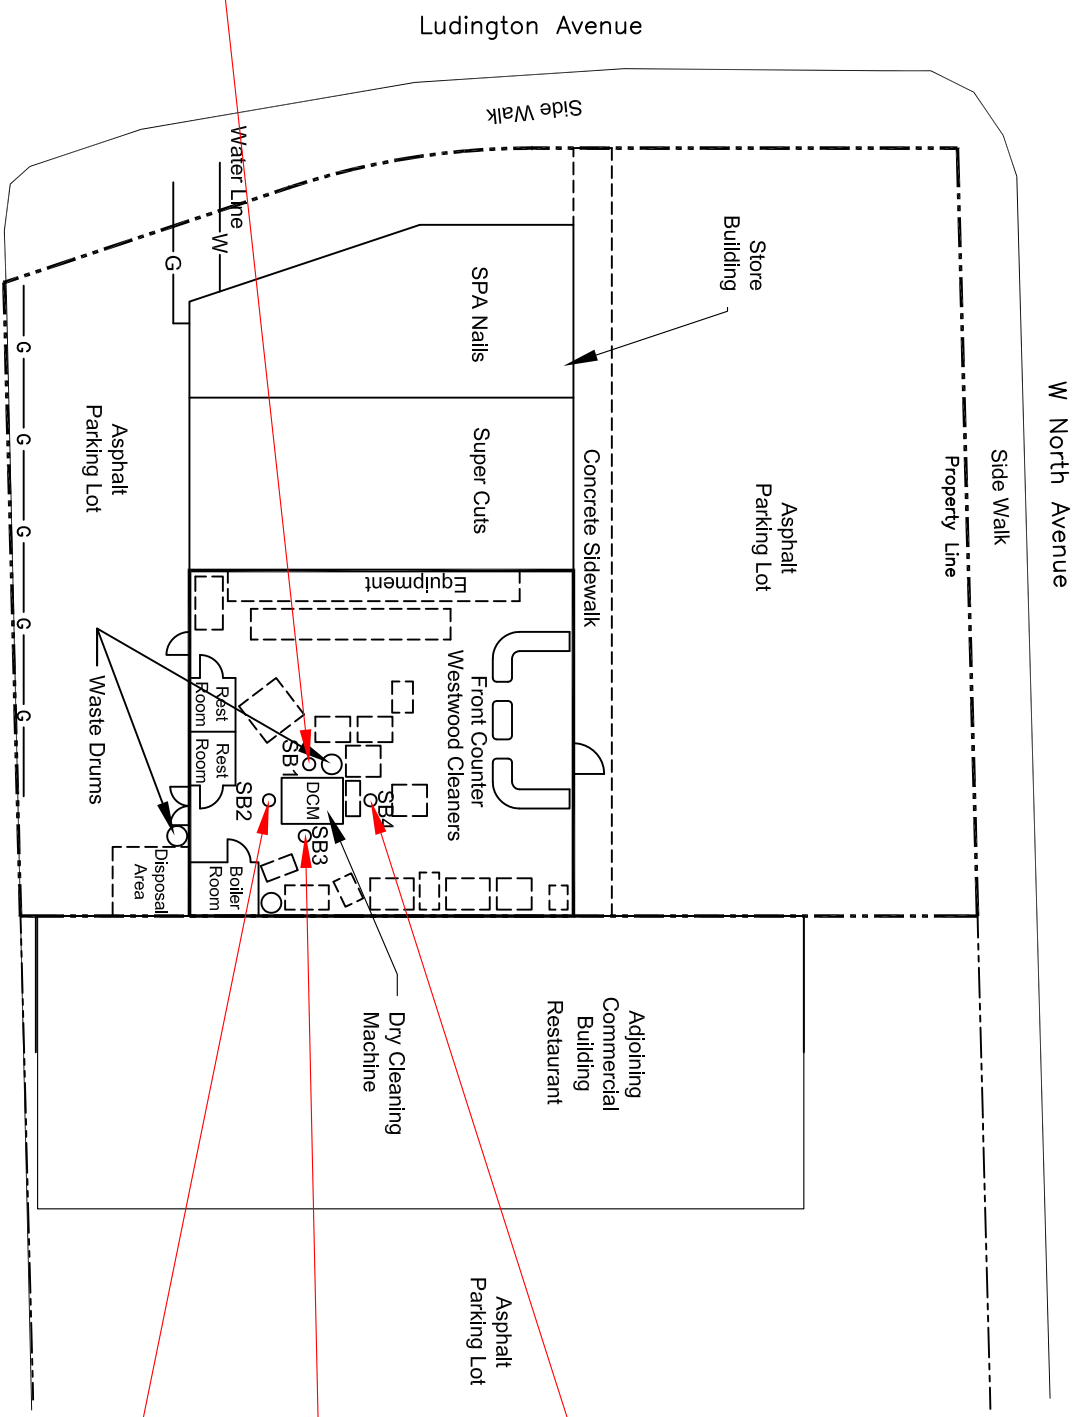 Ludington Avenue
W North Avenue
Side Walk
Side Walk
Property Line
Water Line
W
G
Store
Building
SPA Nails
Super Cuts
Concrete Sidewalk
Asphalt
Parking Lot
Asphalt
Parking Lot
G
G
G
G
G
Equipment
Front Counter
Westwood Cleaners
Rest
Room
Rest
Room
Waste Drums
SB1
SB2
SB3
SB4
DCM
Boiler
Room
Disposal
Area
Dry Cleaning
Machine
Adjoining
Commercial
Building
Restaurant
Asphalt
Parking Lot